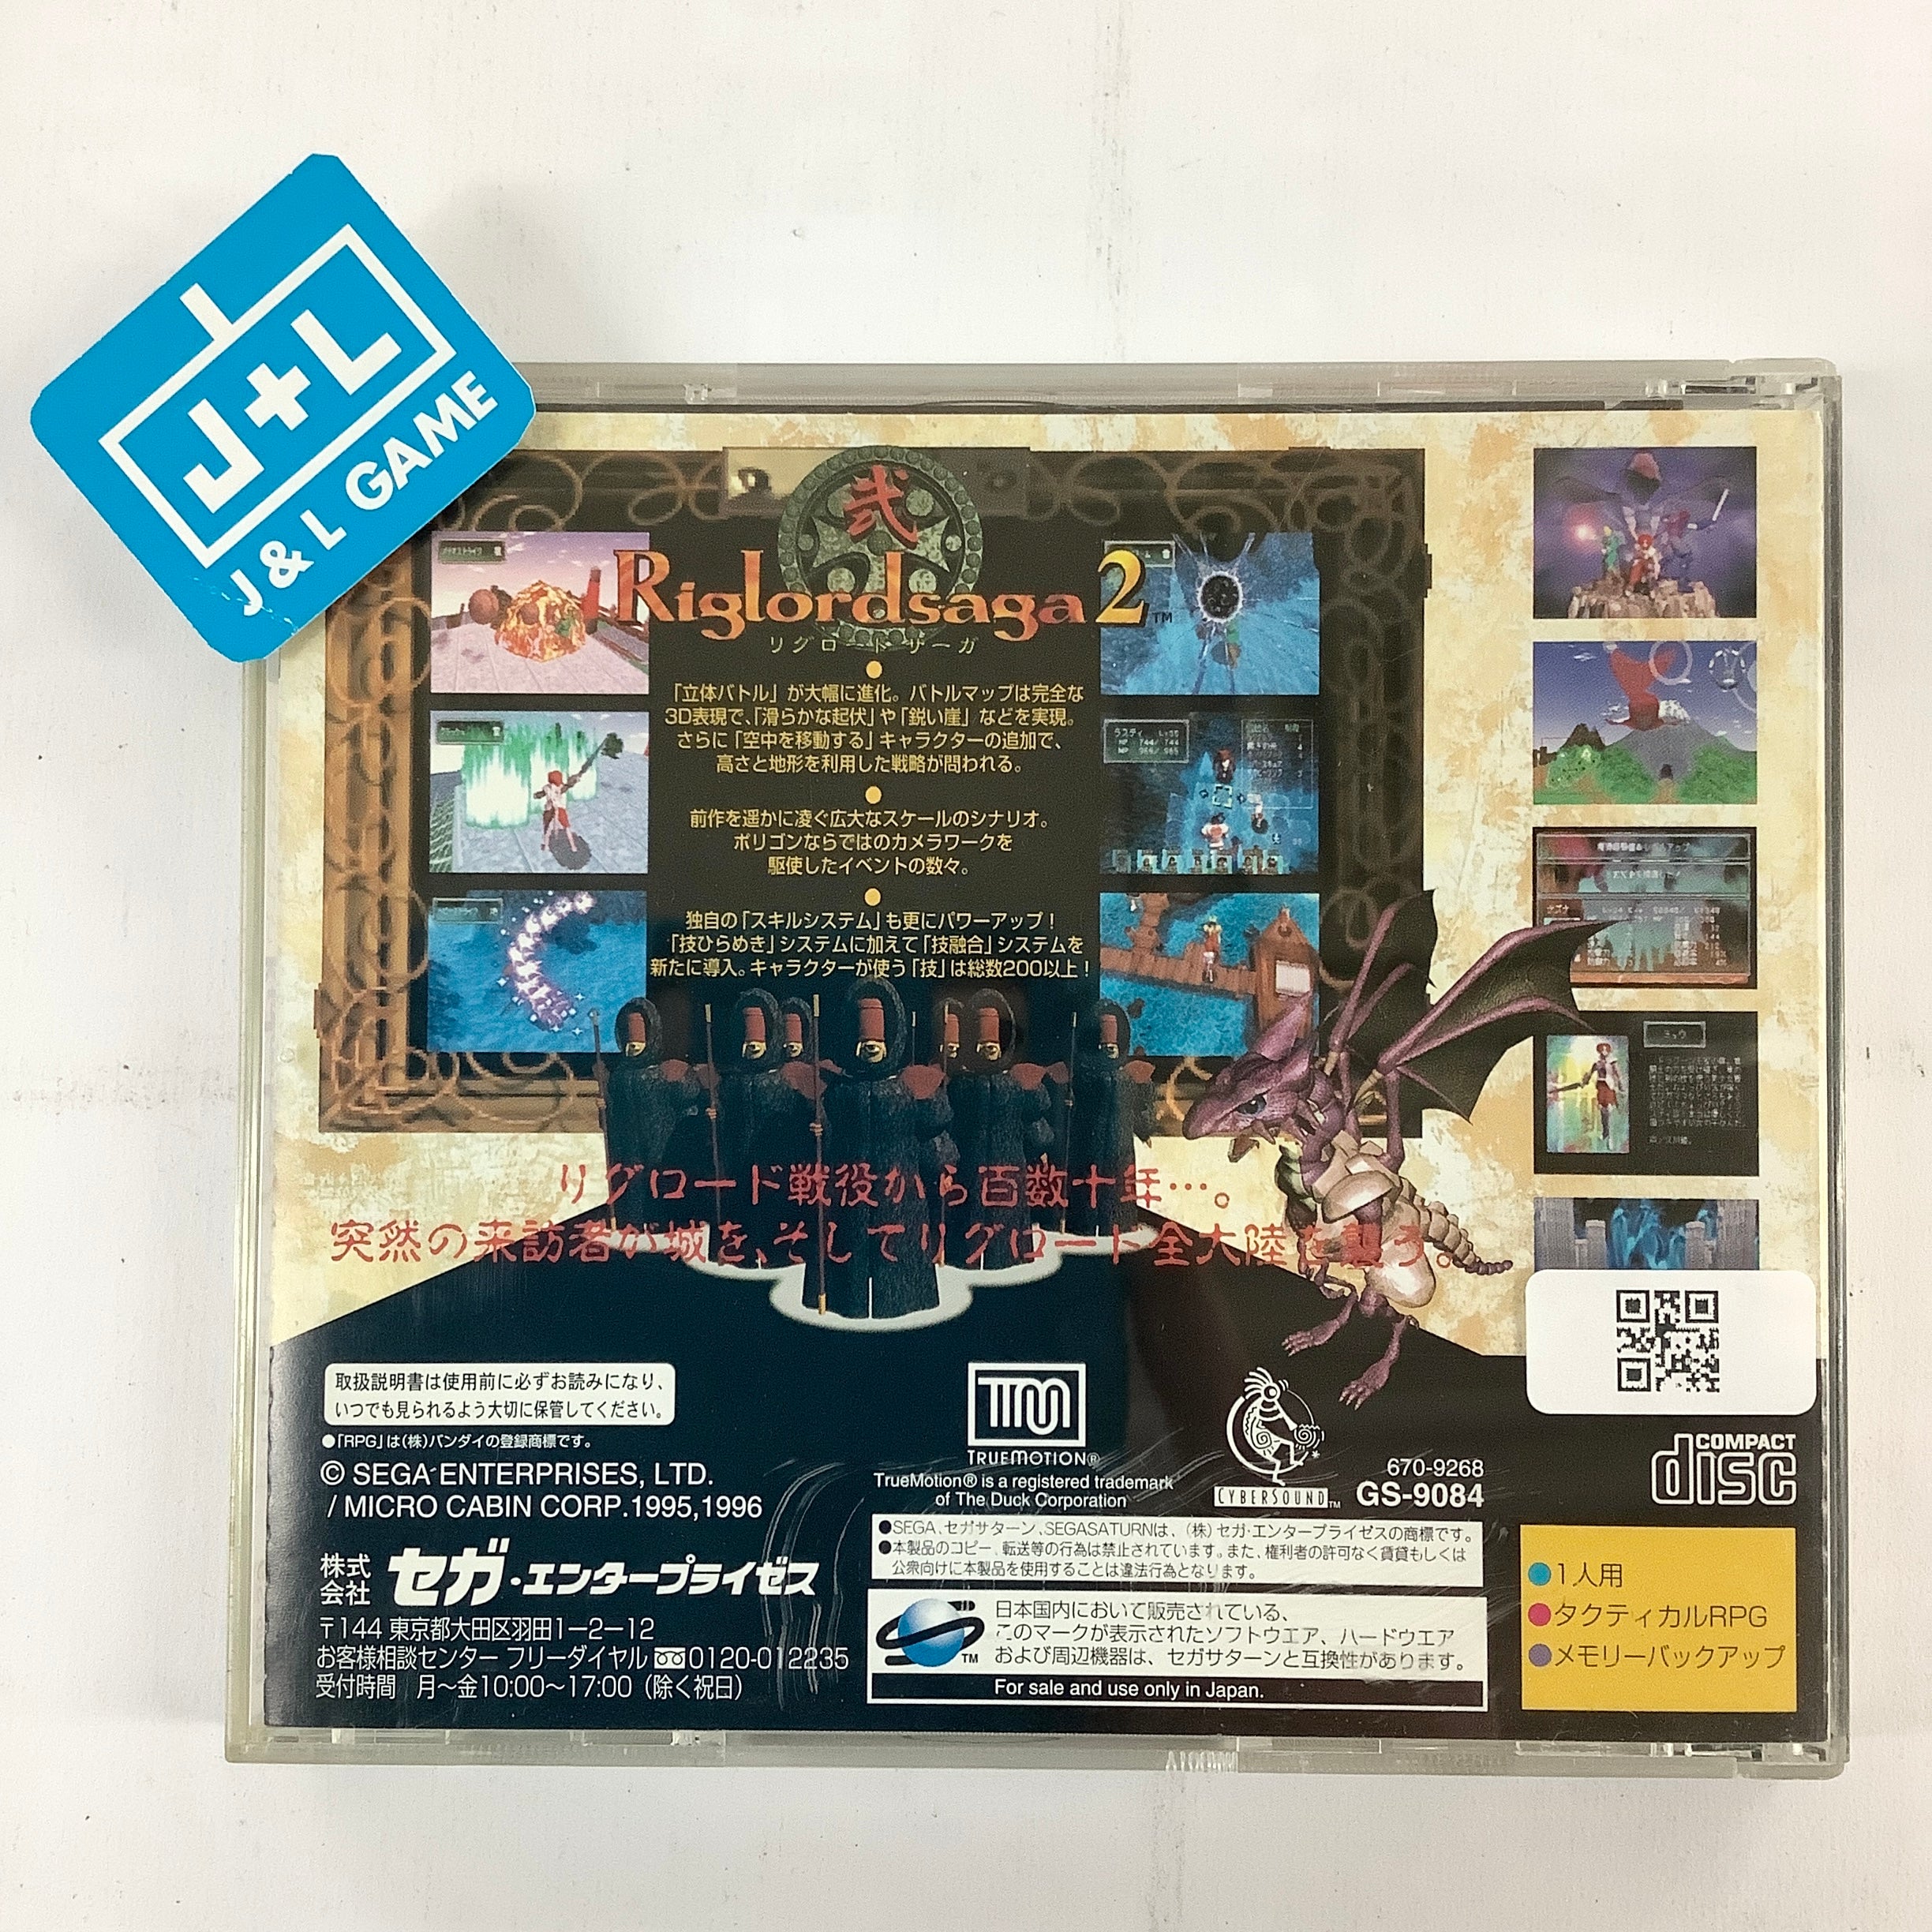 J+L
J & L GAME
弐
Riglordsaga 2™
リグロードサーガ
「立体バトル」が大幅に進化。バトルマップは完全な
3D表現で、「滑らかな起伏」や「鋭い崖」などを実現。
さらに「空中を移動する」キャラクターの追加で、
高さと地形を利用した戦略が問われる。
前作を遥かに凌ぐ広大なスケールのシナリオ。
ポリゴンならではのカメラワークを
駆使したイベントの数々。
独自の「スキルシステム」も更にパワーアップ!
「技ひらめき」システムに加えて「技融合」システムを
新たに導入。キャラクターが使う「技」は総数200以上!
リグロード戦役から百数十年…。
突然の来訪者が城を、そしてリグロード全大陸を襲う。
ラスティ
ミュウ
取扱説明書は使用前に必ずお読みになり、
いつでも見られるよう大切に保管してください。
●「RPG」は(株)バンダイの登録商標です。
© SEGA ENTERPRISES, LTD.
/ MICRO CABIN CORP.1995,1996
株式会社 セガ・エンタープライゼス
〒144 東京都大田区羽田1-2-12
お客様相談センター フリーダイヤル 0120-012235
受付時間 月〜金10:00〜17:00(除く祝日)
TRUEMOTION®
TrueMotion® is a registered trademark
of The Duck Corporation
CYBERSOUND™
670-9268
GS-9084
COMPACT
disc
●SEGA、セガサターン、SEGASATURNは、(株)セガ・エンタープライゼスの商標です。
●本製品のコピー、転送等の行為は禁止されています。また、権利者の許可なく賃貸もしくは
公衆向けに本製品を使用することは違法行為となります。
TM
日本国内において販売されている、
このマークが表示されたソフトウエア、ハードウエア
および周辺機器は、セガサターンと互換性があります。
For sale and use only in Japan.
●1人用
●タクティカルRPG
●メモリーバックアップ